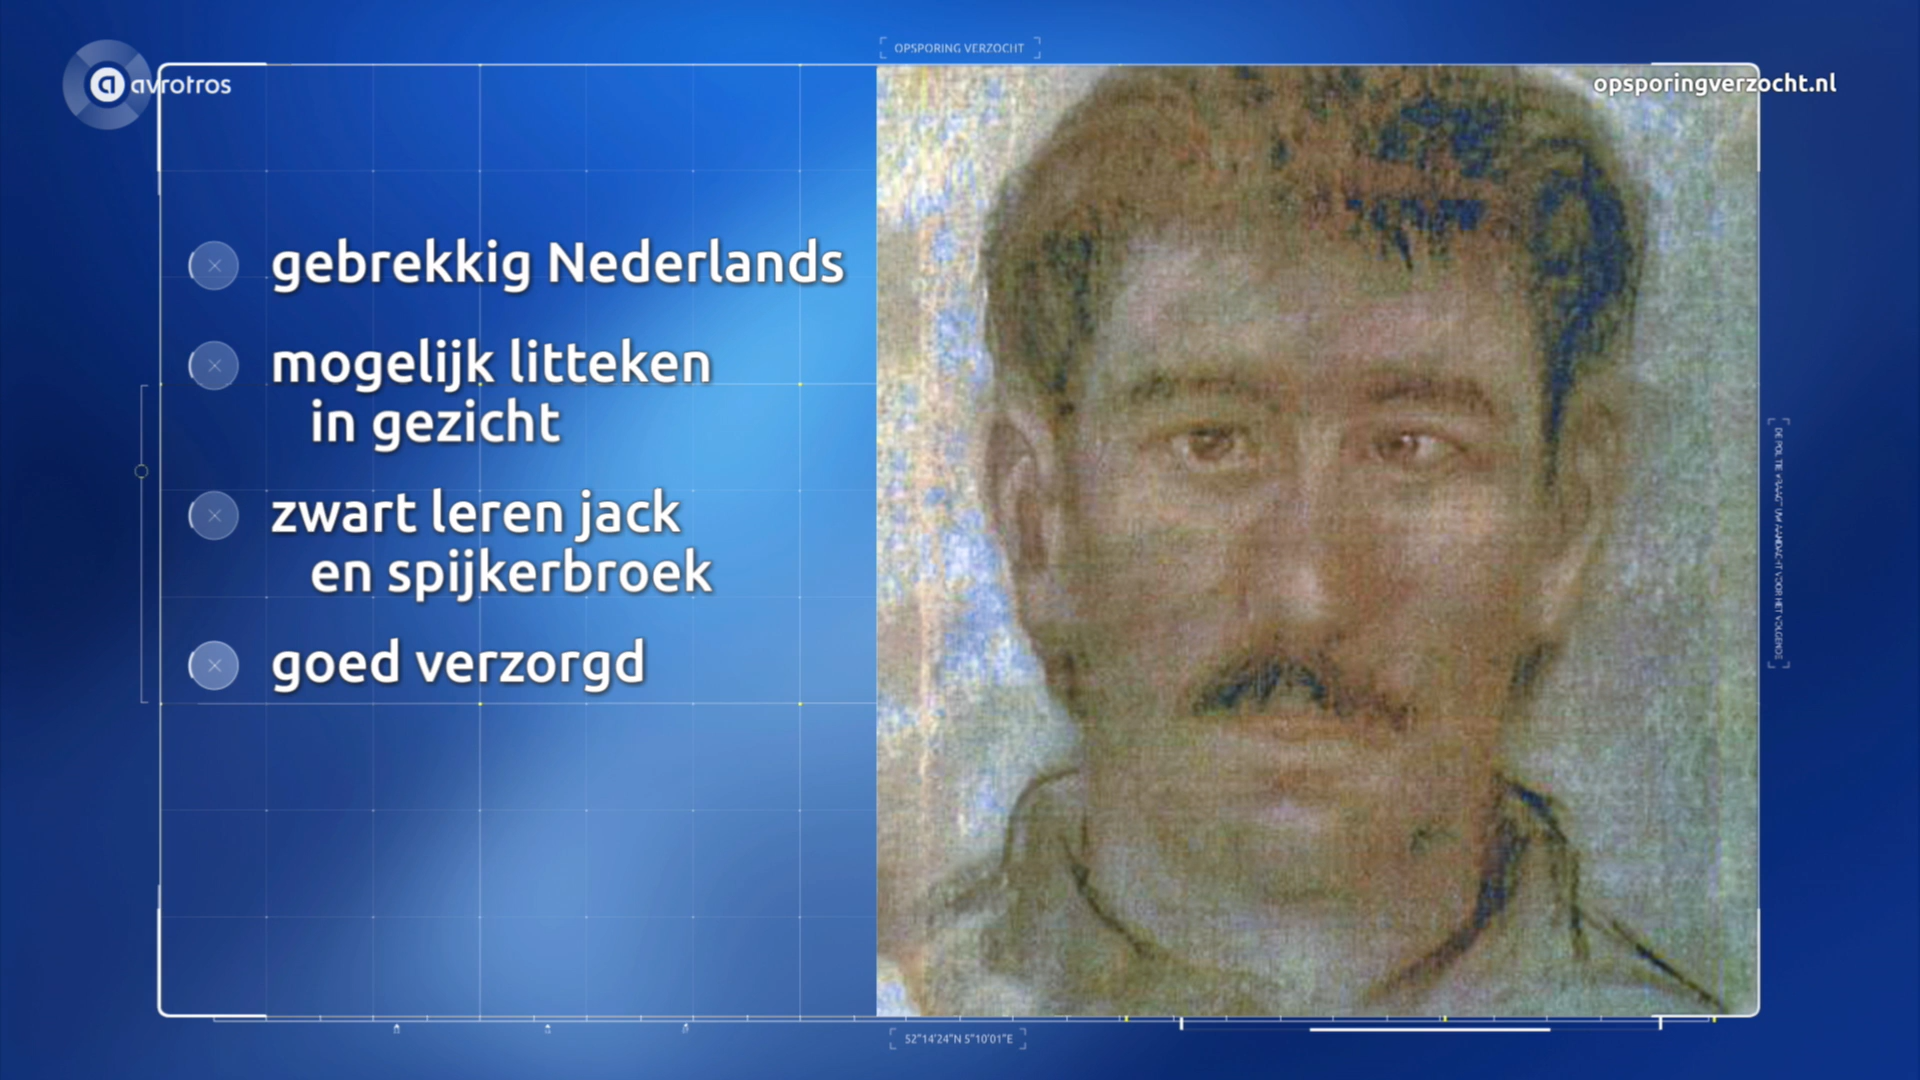 OPSPORING VERZOCHT
avrotros
opsporingverzocht.nl
gebrekkig Nederlands
mogelijk litteken
in gezicht
zwart leren jack
en spijkerbroek
goed verzorgd
52°14'24"N 5°10'01"E